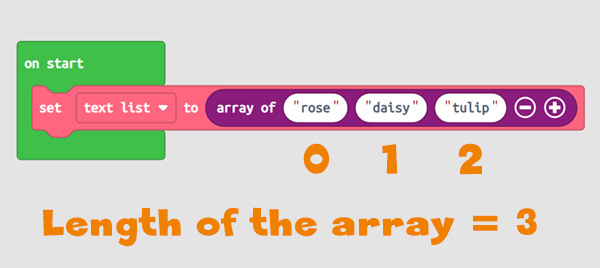 on start
set text list to array of "rose" "daisy" "tulip"
0 1 2
Length of the array = 3